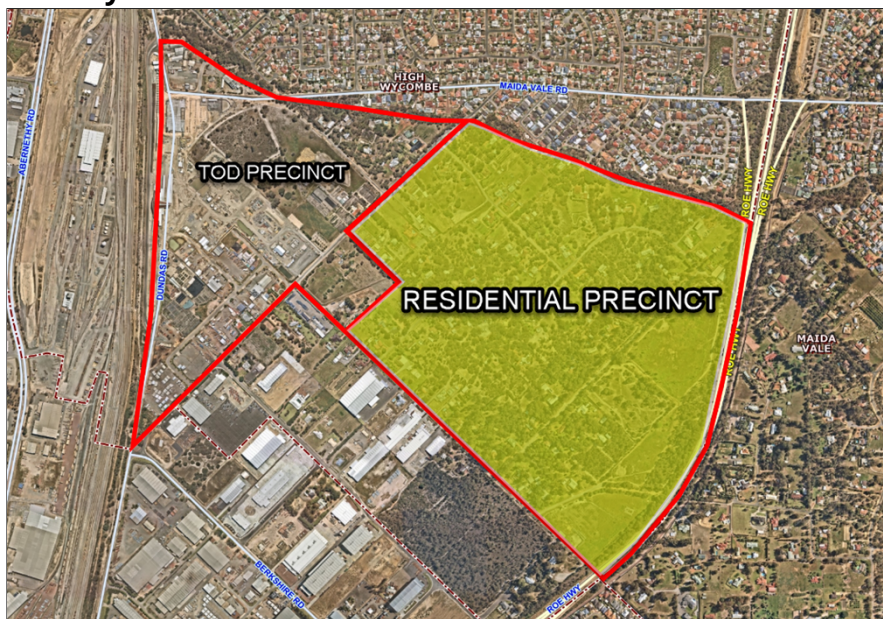 HIGH
WYCOMBE
MAIDA VALE RD
ABERNETHY RD
TOD PRECINCT
ROE HWY
ROE HWY
DUNDAS RD
RESIDENTIAL PRECINCT
ROE HWY
MAIDA
VALE
BERKSHIRE RD
ROE HWY